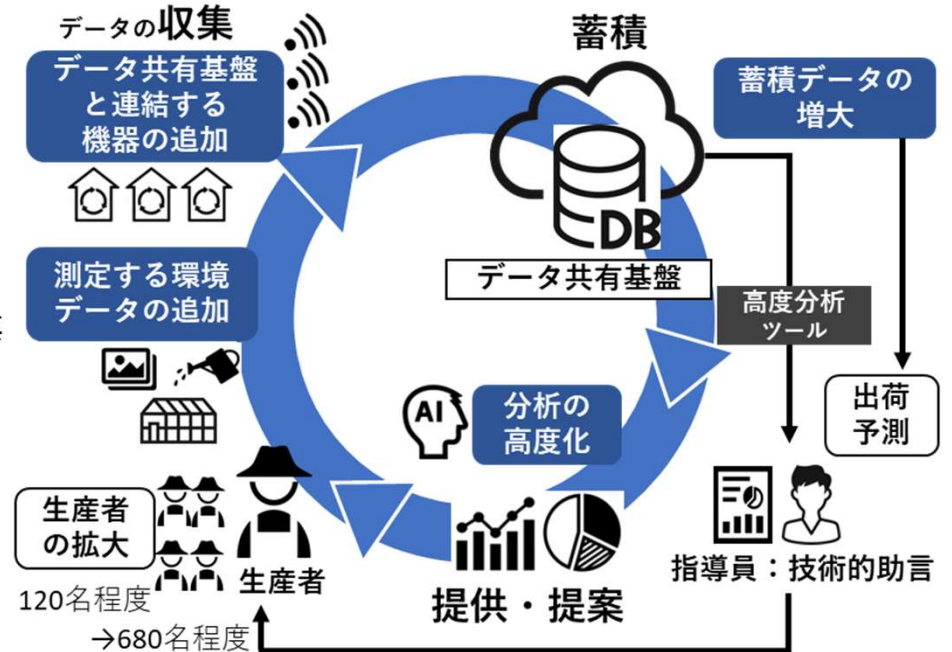 データの収集
データ共有基盤
と連結する
機器の追加
測定する環境
データの追加
生産者
の拡大
120名程度
→680名程度
生産者
蓄積
DB
データ共有基盤
蓄積データの
増大
高度分析
ツール
出荷
予測
AI
分析の
高度化
提供・提案
指導員：技術的助言